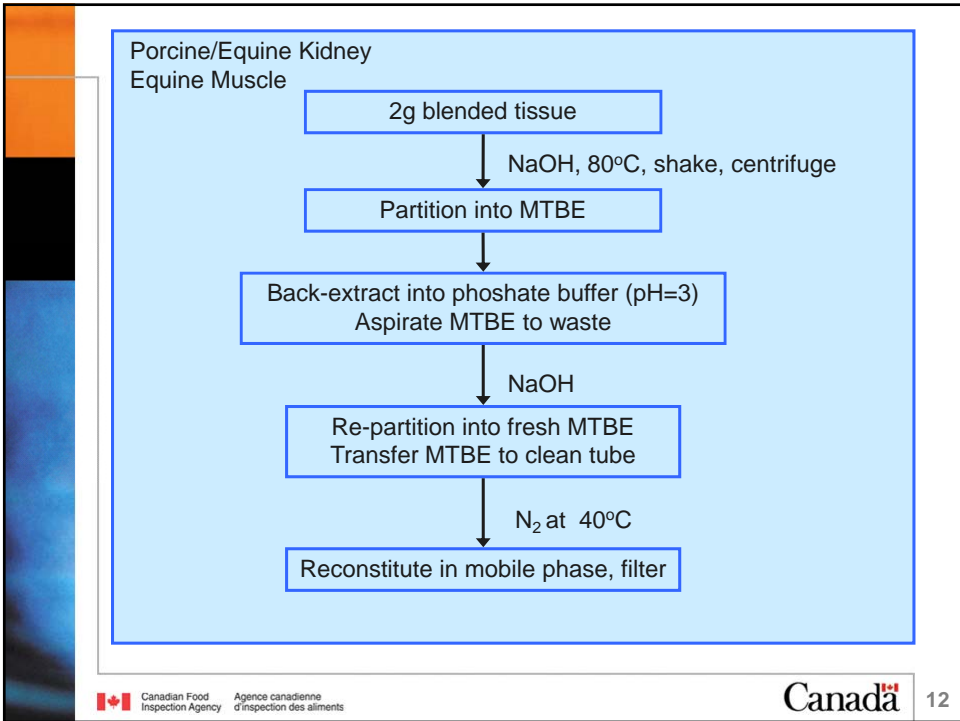 Porcine/Equine Kidney
Equine Muscle
2g blended tissue
NaOH, 80°C, shake, centrifuge
Partition into MTBE
Back-extract into phoshate buffer (pH=3)
Aspirate MTBE to waste
NaOH
Re-partition into fresh MTBE
Transfer MTBE to clean tube
N₂ at 40°C
Reconstitute in mobile phase, filter
Canadian Food Agence canadienne
Inspection Agency d'inspection des aliments
Canada 12